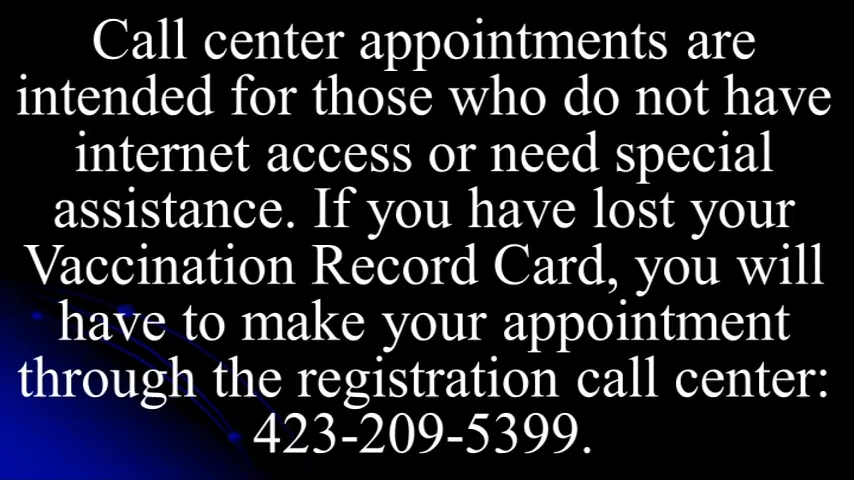 Call center appointments are
intended for those who do not have
internet access or need special
assistance. If you have lost your
Vaccination Record Card, you will
have to make your appointment
through the registration call center:
423-209-5399.